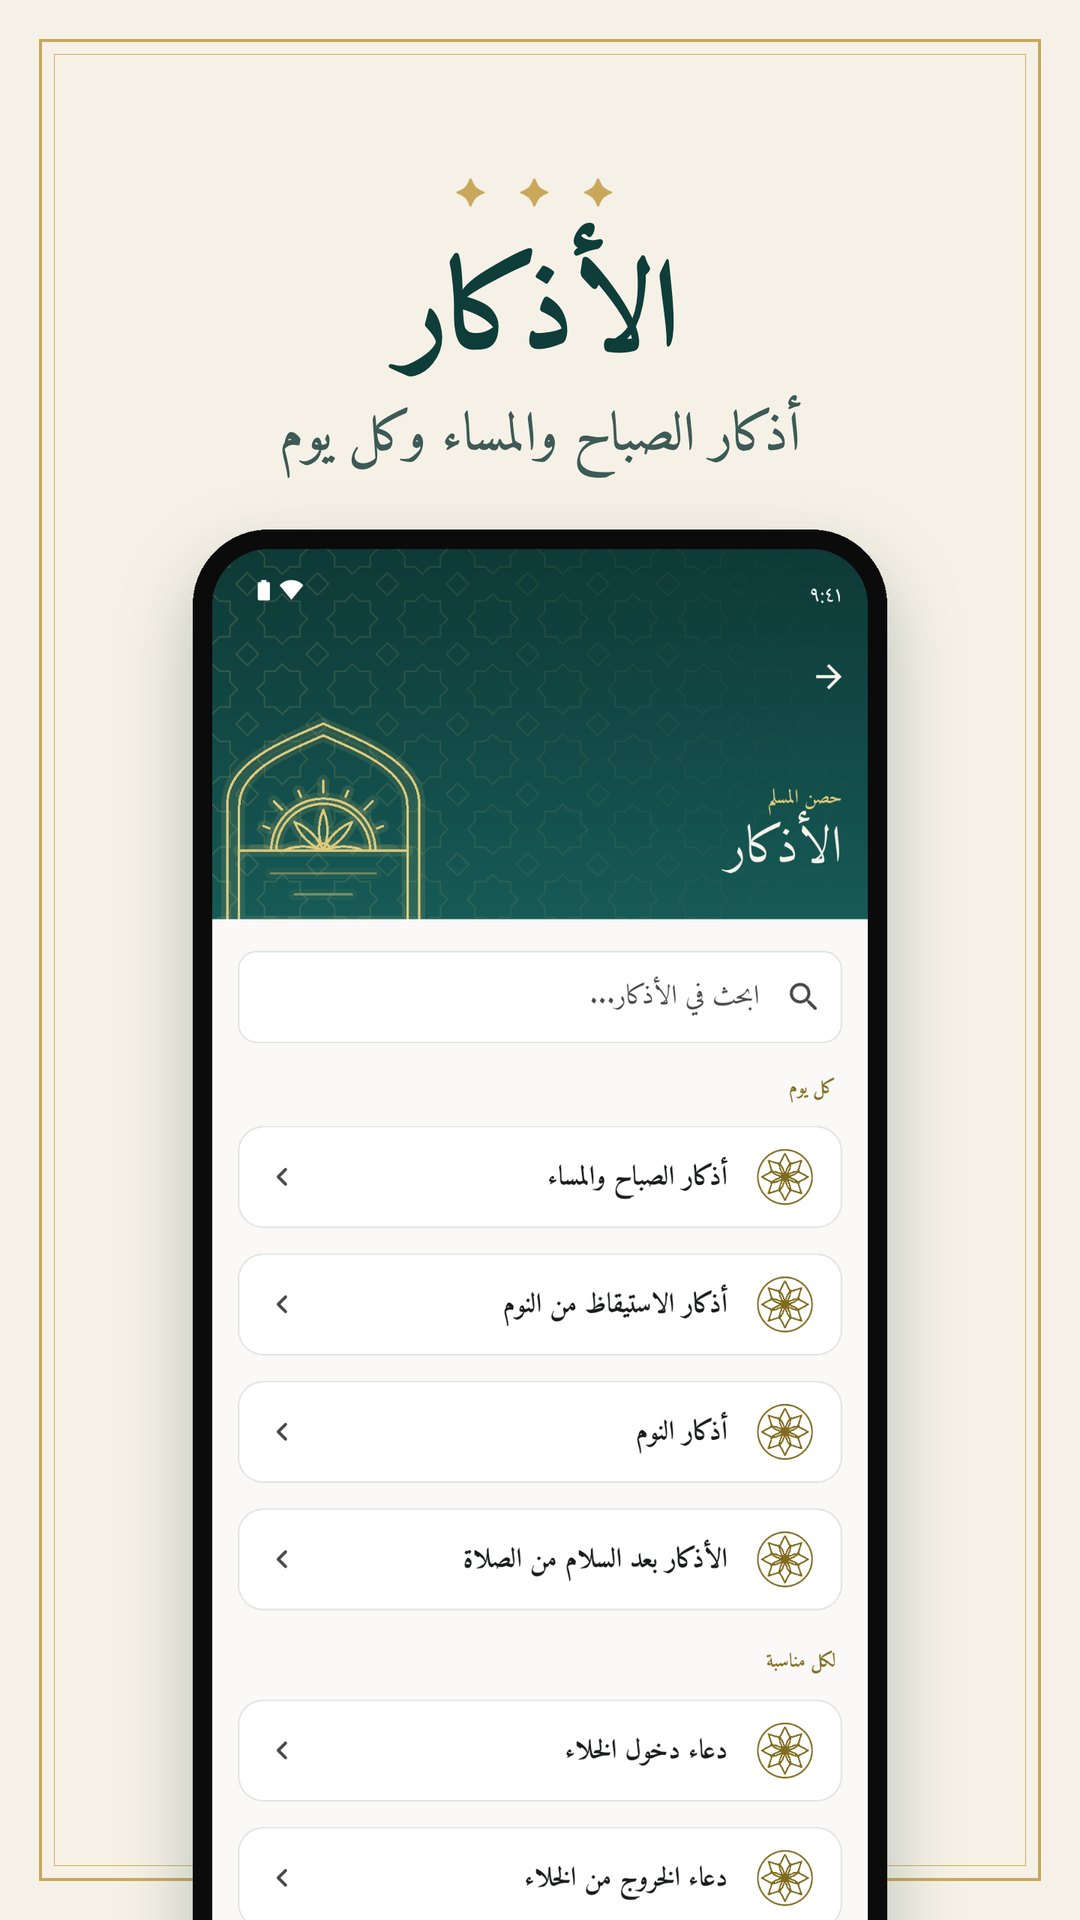 الأذكار
أذكار الصباح والمساء وكل يوم
٩:٤١
حصن المسلم
الأذكار
ابحث في الأذكار...
كل يوم
أذكار الصباح والمساء
أذكار الاستيقاظ من النوم
أذكار النوم
الأذكار بعد السلام من الصلاة
لكل مناسبة
دعاء دخول الخلاء
دعاء الخروج من الخلاء